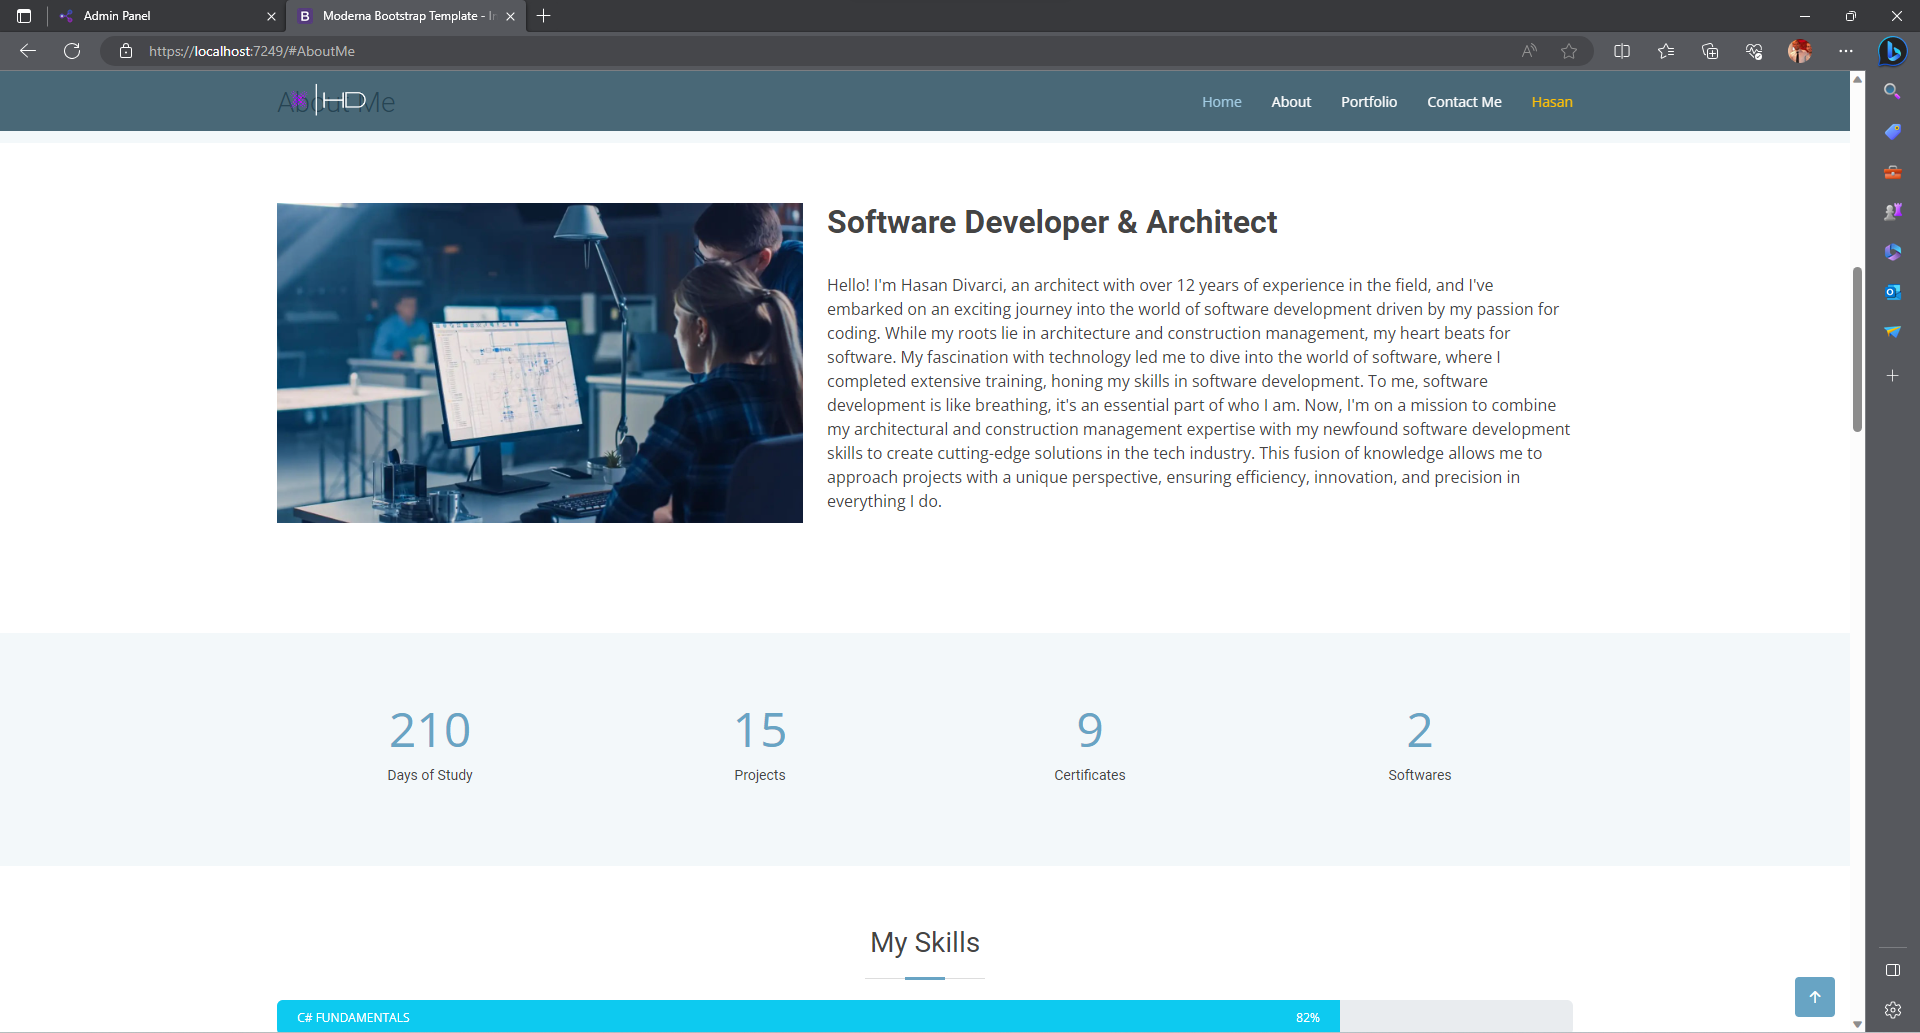 Admin Panel
Moderna Bootstrap Template - In
https://localhost:7249/#AboutMe
About Me
HD
Home
About
Portfolio
Contact Me
Hasan
Software Developer & Architect
Hello! I'm Hasan Divarci, an architect with over 12 years of experience in the field, and I've
embarked on an exciting journey into the world of software development driven by my passion for
coding. While my roots lie in architecture and construction management, my heart beats for
software. My fascination with technology led me to dive into the world of software, where I
completed extensive training, honing my skills in software development. To me, software
development is like breathing, it's an essential part of who I am. Now, I'm on a mission to combine
my architectural and construction management expertise with my newfound software development
skills to create cutting-edge solutions in the tech industry. This fusion of knowledge allows me to
approach projects with a unique perspective, ensuring efficiency, innovation, and precision in
everything I do.
210
Days of Study
15
Projects
9
Certificates
2
Softwares
My Skills
C# FUNDAMENTALS
82%